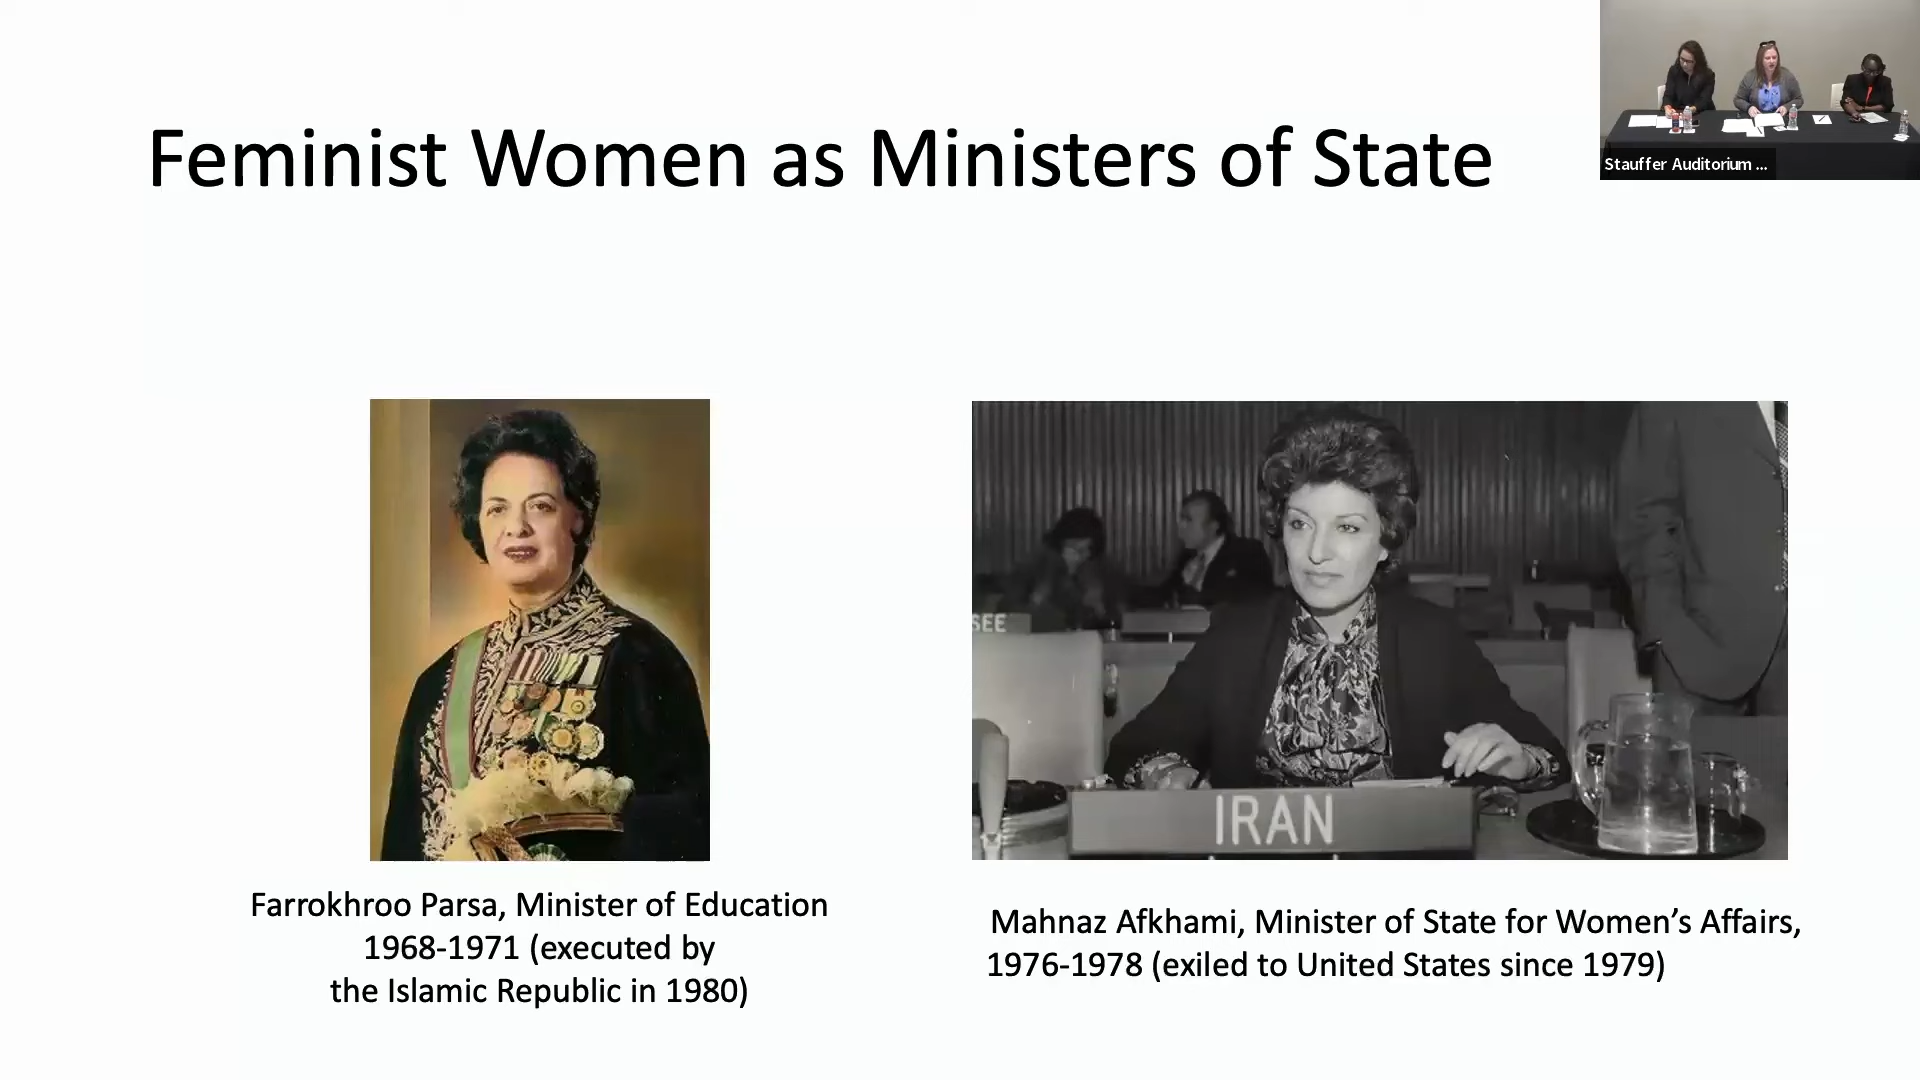 Feminist Women as Ministers of State
Stauffer Auditorium ...
SEE
IRAN
Farrokhroo Parsa, Minister of Education
1968-1971 (executed by
the Islamic Republic in 1980)
Mahnaz Afkhami, Minister of State for Women’s Affairs,
1976-1978 (exiled to United States since 1979)